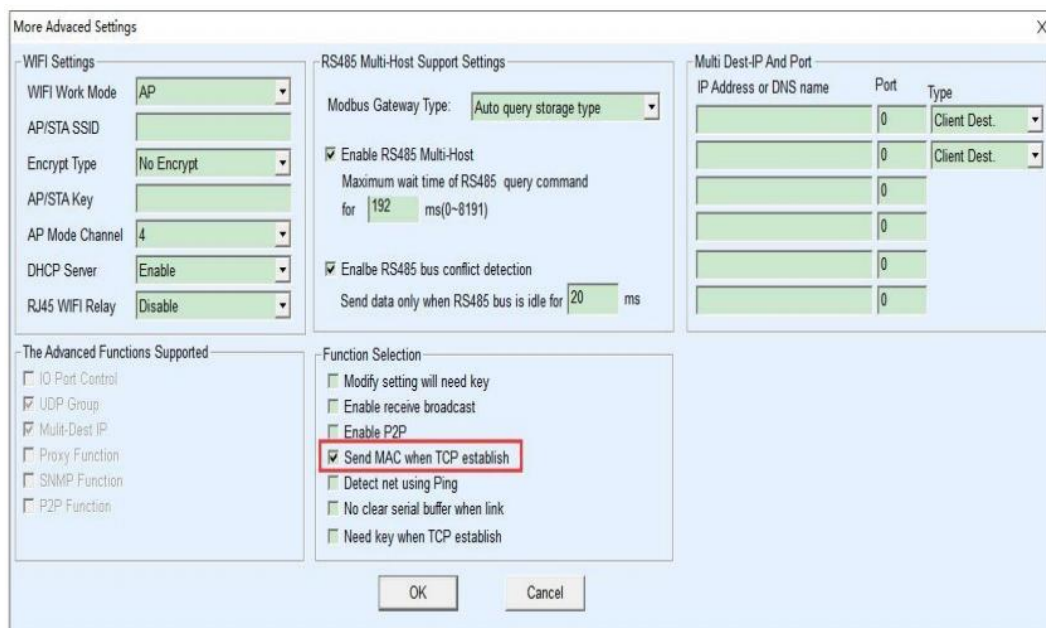 More Advaced Settings
X
WIFI Settings
WIFI Work Mode AP
AP/STA SSID
Encrypt Type No Encrypt
AP/STA Key
AP Mode Channel 4
DHCP Server Enable
RJ45 WIFI Relay Disable
RS485 Multi-Host Support Settings
Modbus Gateway Type: Auto query storage type
Enable RS485 Multi-Host
Maximum wait time of RS485 query command
for 192 ms(0~8191)
Enalbe RS485 bus conflict detection
Send data only when RS485 bus is idle for 20 ms
Multi Dest-IP And Port
IP Address or DNS name Port Type
0 Client Dest.
0 Client Dest.
0
0
0
0
The Advanced Functions Supported
IO Port Control
UDP Group
Mulit-Dest IP
Proxy Function
SNMP Function
P2P Function
Function Selection
Modify setting will need key
Enable receive broadcast
Enable P2P
Send MAC when TCP establish
Detect net using Ping
No clear serial buffer when link
Need key when TCP establish
OK Cancel